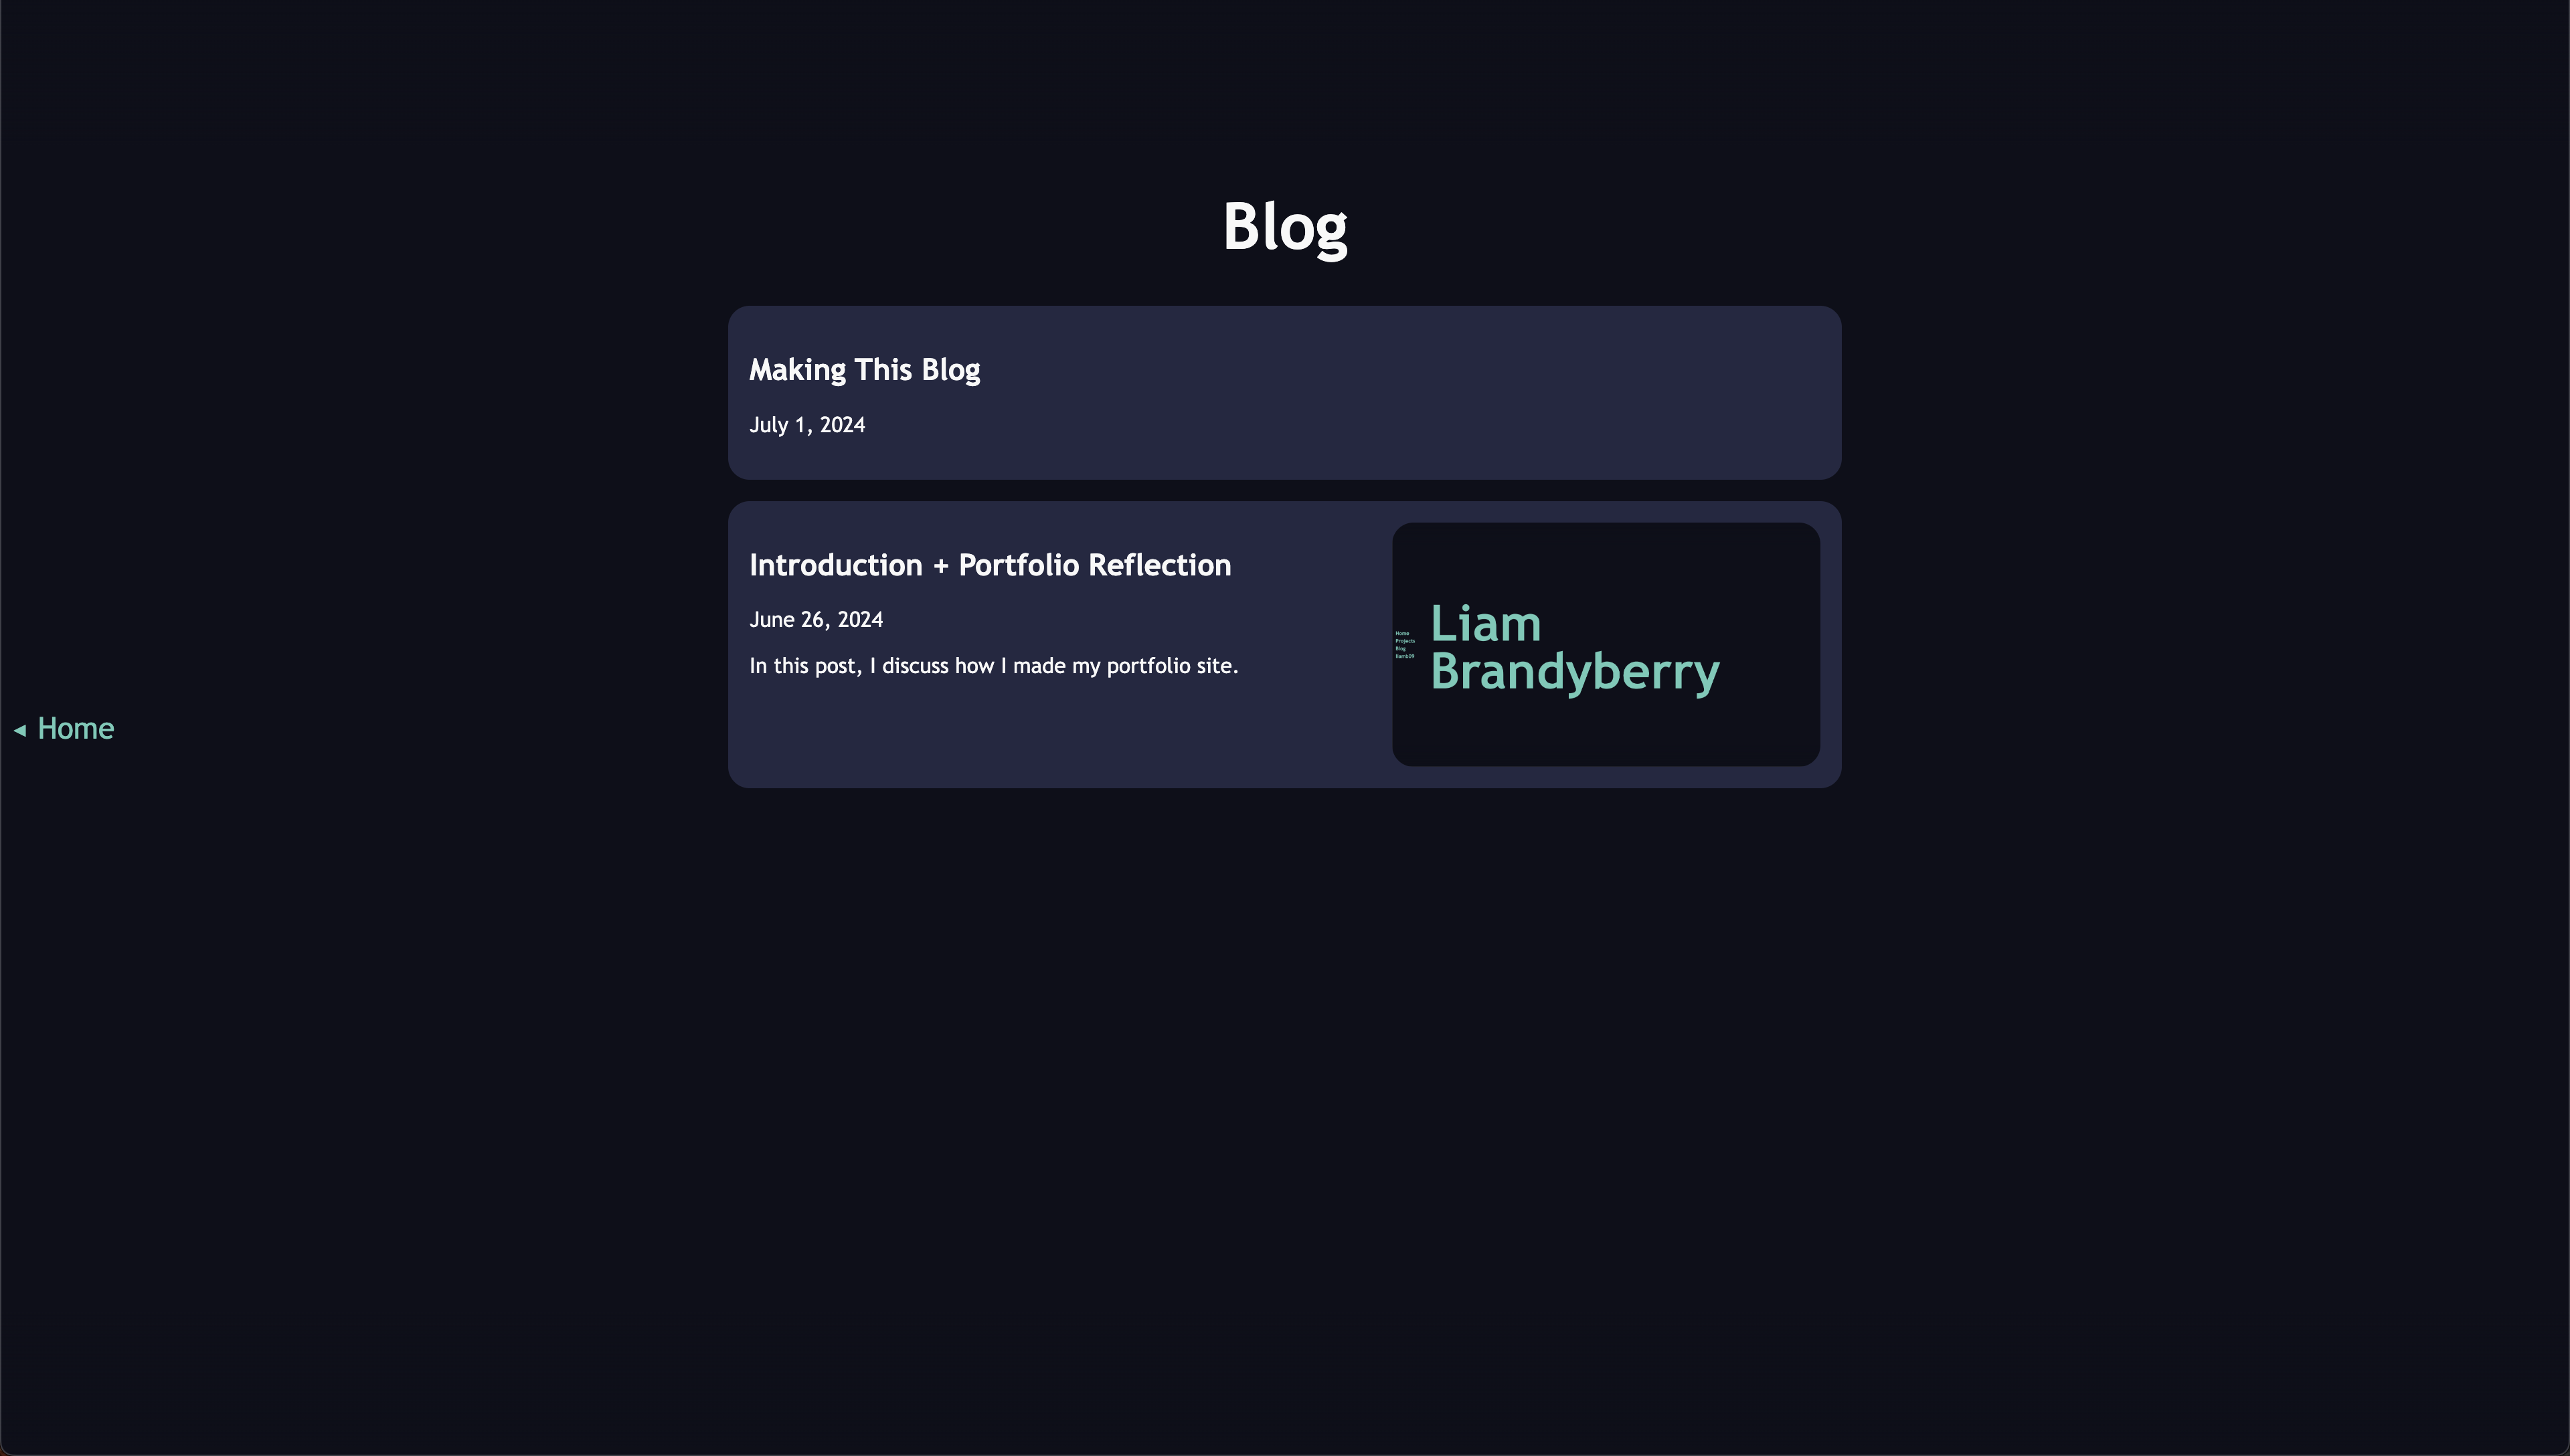 Blog
Making This Blog
July 1, 2024
Introduction + Portfolio Reflection
June 26, 2024
In this post, I discuss how I made my portfolio site.
Home
Projects
Blog
liamb09
Liam
Brandyberry
◂ Home